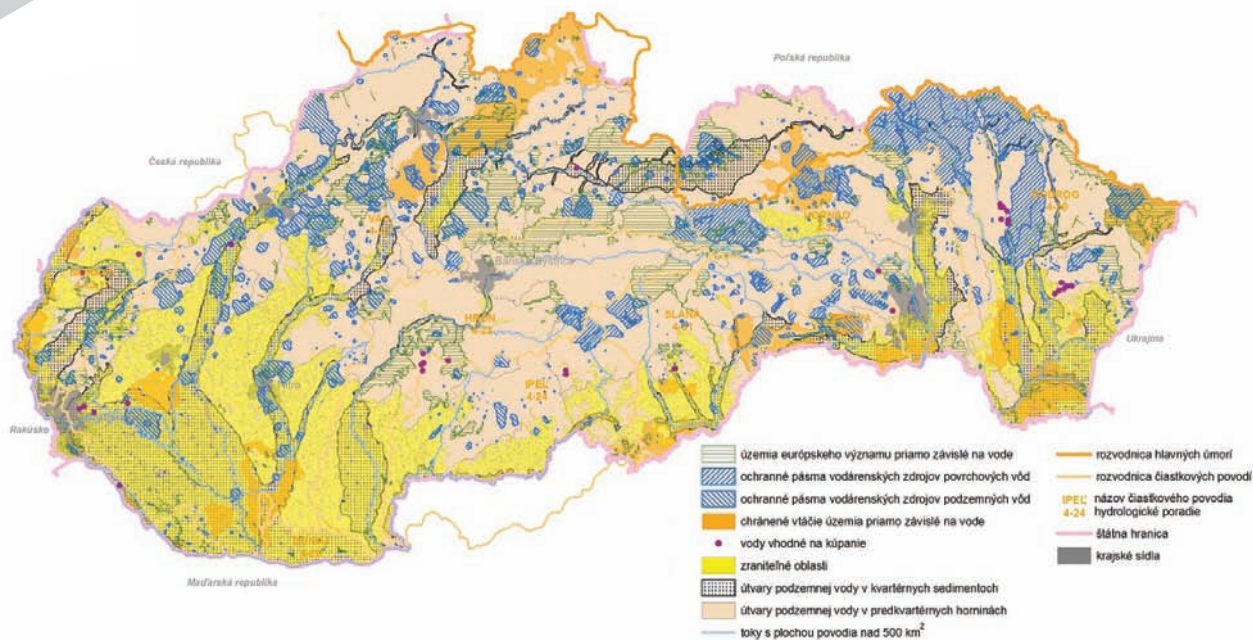 Poľská republika
Česká republika
Banská Bystrica
HRON
4-23
SLANÁ
IPEĽ
4-24
Ukrajina
Rakúsko
Maďarská republika
územia európskeho významu priamo závislé na vode
ochranné pásma vodárenských zdrojov povrchových vôd
ochranné pásma vodárenských zdrojov podzemných vôd
chránené vtáčie územia priamo závislé na vode
vody vhodné na kúpanie
zraniteľné oblasti
útvary podzemnej vody v kvartérnych sedimentoch
útvary podzemnej vody v predkvartérnych horninách
toky s plochou povodia nad 500 km²
rozvodnica hlavných úmorí
rozvodnica čiastkových povodí
IPEĽ názov čiastkového povodia
4-24 hydrologické poradie
štátna hranica
krajské sídla